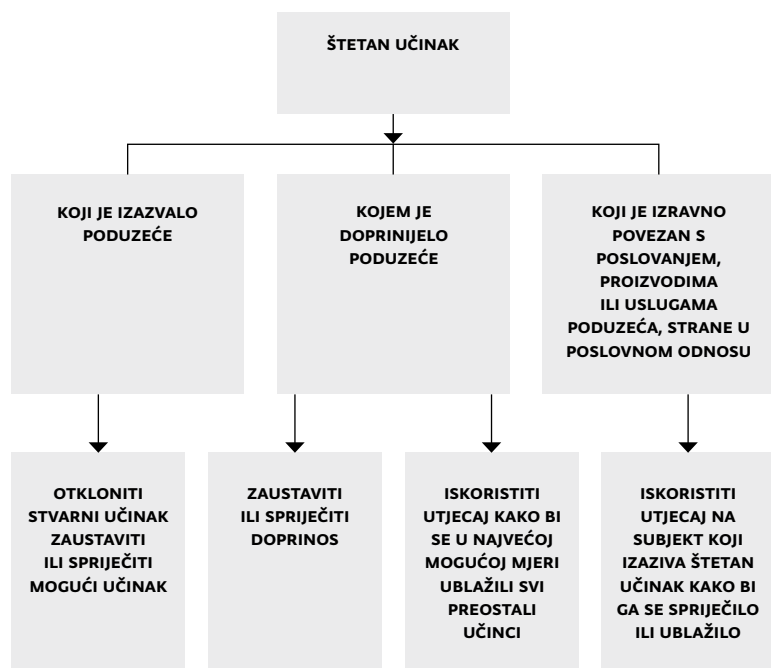 ŠTETAN UČINAK
KOJI JE IZAZVALO
PODUZEĆE
KOJEM JE
DOPRINIJELO
PODUZEĆE
KOJI JE IZRAVNO
POVEZAN S
POSLOVANJEM,
PROIZVODIMA
ILI USLUGAMA
PODUZEĆA, STRANE U
POSLOVNOM ODNOSU
OTKLONITI
STVARNI UČINAK
ZAUSTAVITI
ILI SPRIJEČITI
MOGUĆI UČINAK
ZAUSTAVITI
ILI SPRIJEČITI
DOPRINOS
ISKORISTITI
UTJECAJ KAKO BI
SE U NAJVEĆOJ
MOGUĆOJ MJERI
UBLAŽILI SVI
PREOSTALI
UČINCI
ISKORISTITI
UTJECAJ NA
SUBJEKT KOJI
IZAZIVA ŠTETAN
UČINAK KAKO BI
GA SE SPRIJEČILO
ILI UBLAŽILO